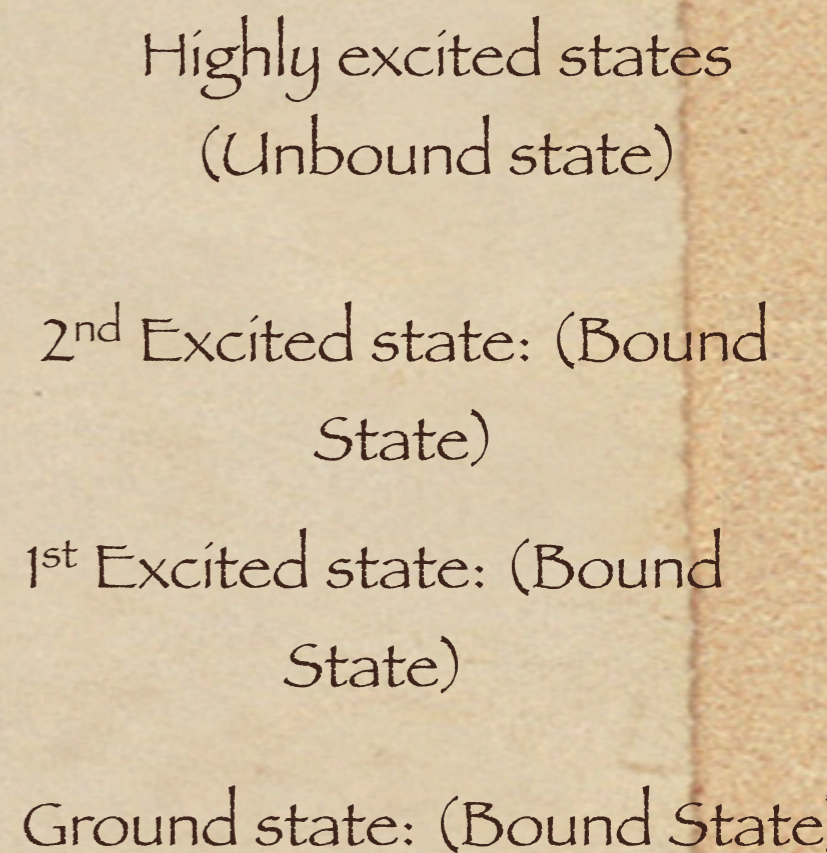 Highly excited states
(Unbound state)
2nd Excited state: (Bound
State)
1st Excited state: (Bound
State)
Ground state: (Bound State)